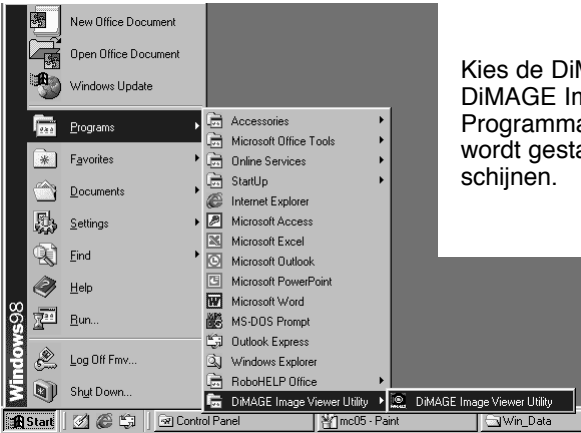 New Office Document
Open Office Document
Windows Update
Programs
Favorites
Documents
Settings
Find
Help
Run...
Log Off Fmv...
Shut Down...
Windows98
Accessories
Microsoft Office Tools
Online Services
StartUp
Internet Explorer
Microsoft Access
Microsoft Excel
Microsoft Outlook
Microsoft PowerPoint
Microsoft Word
MS-DOS Prompt
Outlook Express
Windows Explorer
RoboHELP Office
DiMAGE Image Viewer Utility
DiMAGE Image Viewer Utility
Start
Control Panel
mc05 - Paint
Win_Data
Kies de
DiMAGE
Programma
wordt
schijnen.